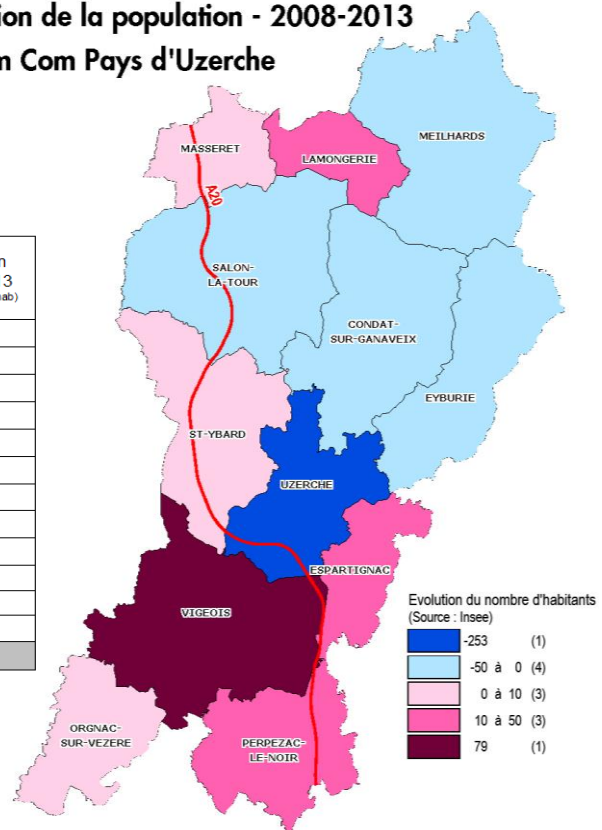 ion de la population - 2008-2013
Com Pays d'Uzerche
MEILHARDS
MASSERET
LAMONGERIE
A20
SALON-
LA-TOUR
CONDAT-
SUR-GANAVEIX
EYBURIE
ST-YBARD
UZERCHE
ESPARTIGNAC
VIGEOIS
ORGNAC-
SUR-VEZERE
PERPEZAC-
LE-NOIR
n
3
ab)
Evolution du nombre d'habitants
(Source : Insee)
-253 (1)
-50 à 0 (4)
0 à 10 (3)
10 à 50 (3)
79 (1)